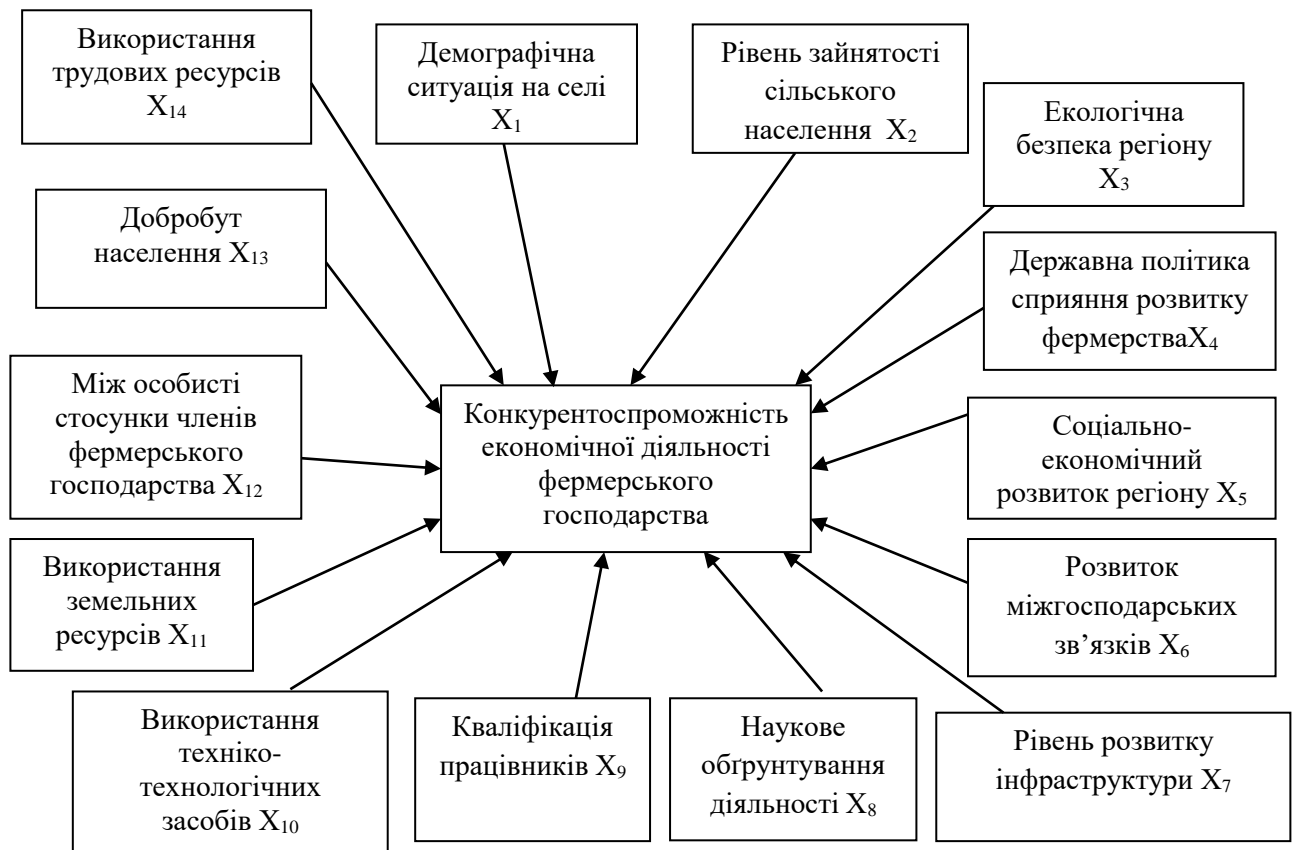 Використання
трудових ресурсів
X₁₄
Демографічна
ситуація на селі
X₁
Рівень зайнятості
сільського
населення X₂
Екологічна
безпека регіону
X₃
Добробут
населення X₁₃
Державна політика
сприяння розвитку
фермерстваX₄
Між особисті
стосунки членів
фермерського
господарства X₁₂
Конкурентоспроможність
економічної діяльності
фермерського
господарства
Соціально-
економічний
розвиток регіону X₅
Використання
земельних
ресурсів X₁₁
Розвиток
міжгосподарських
зв’язків X₆
Використання
техніко-
технологічних
засобів X₁₀
Кваліфікація
працівників X₉
Наукове
обґрунтування
діяльності X₈
Рівень розвитку
інфраструктури X₇